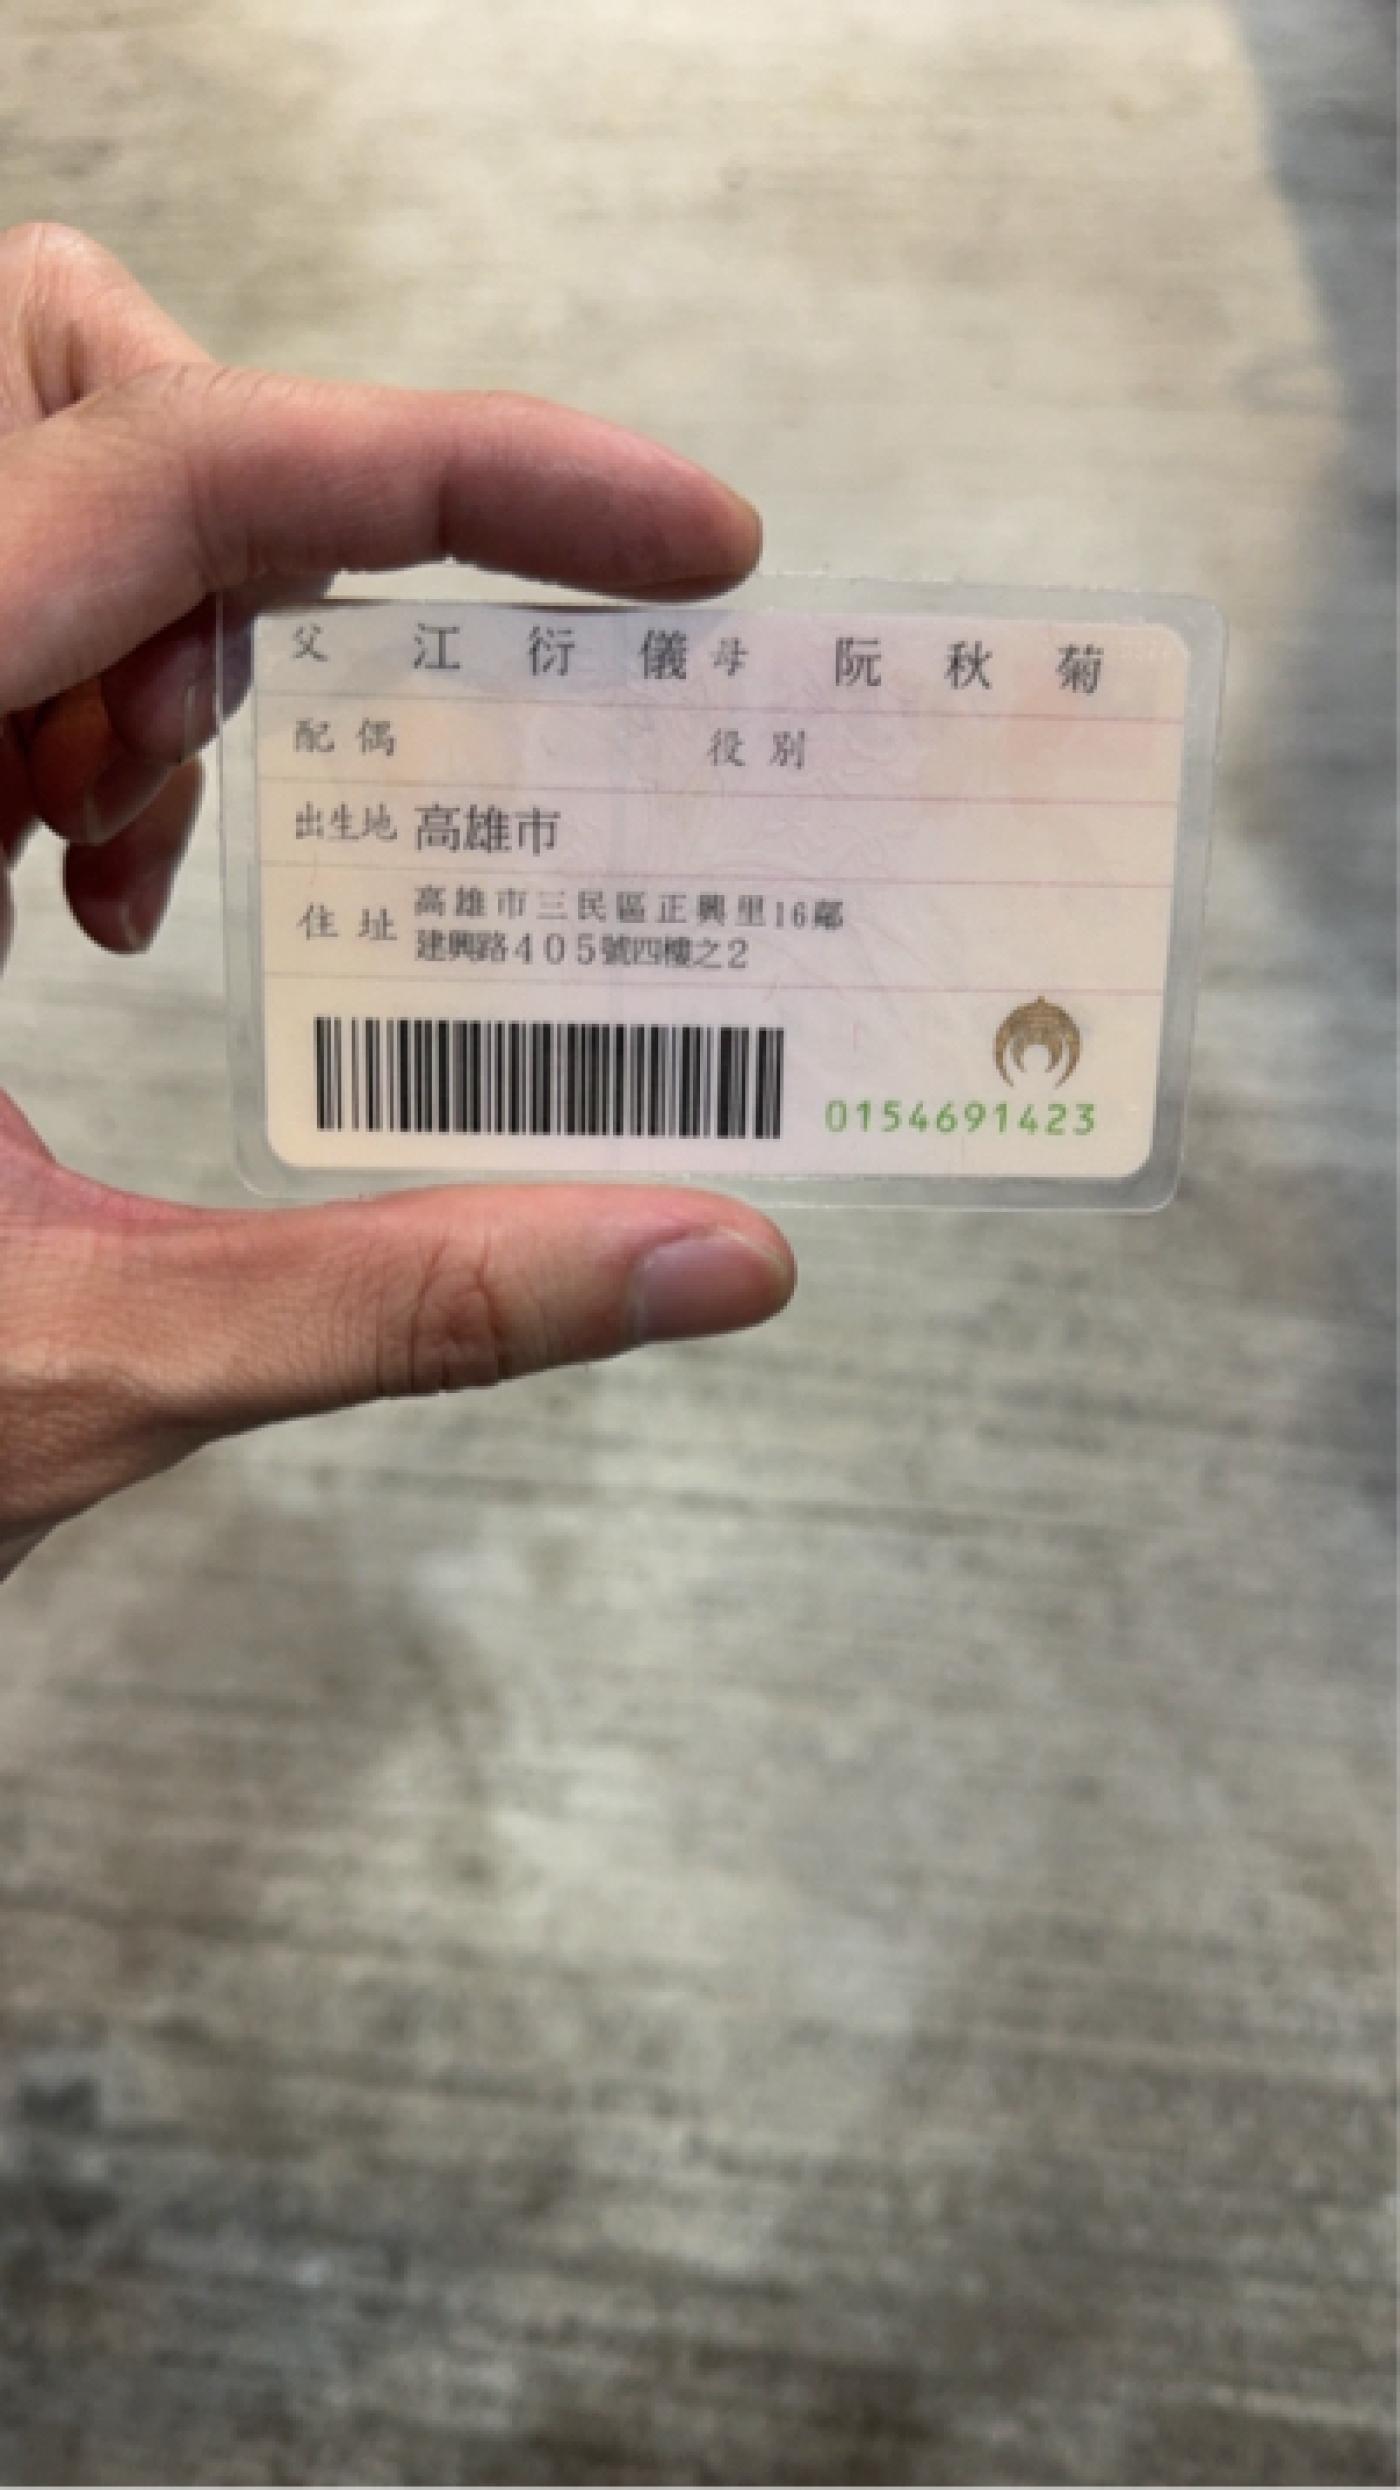 父 江衍儀 母 阮秋菊
配偶 役別
出生地 高雄市
住址 高雄市三民區正興里16鄰
建興路405號四樓之2
0154691423